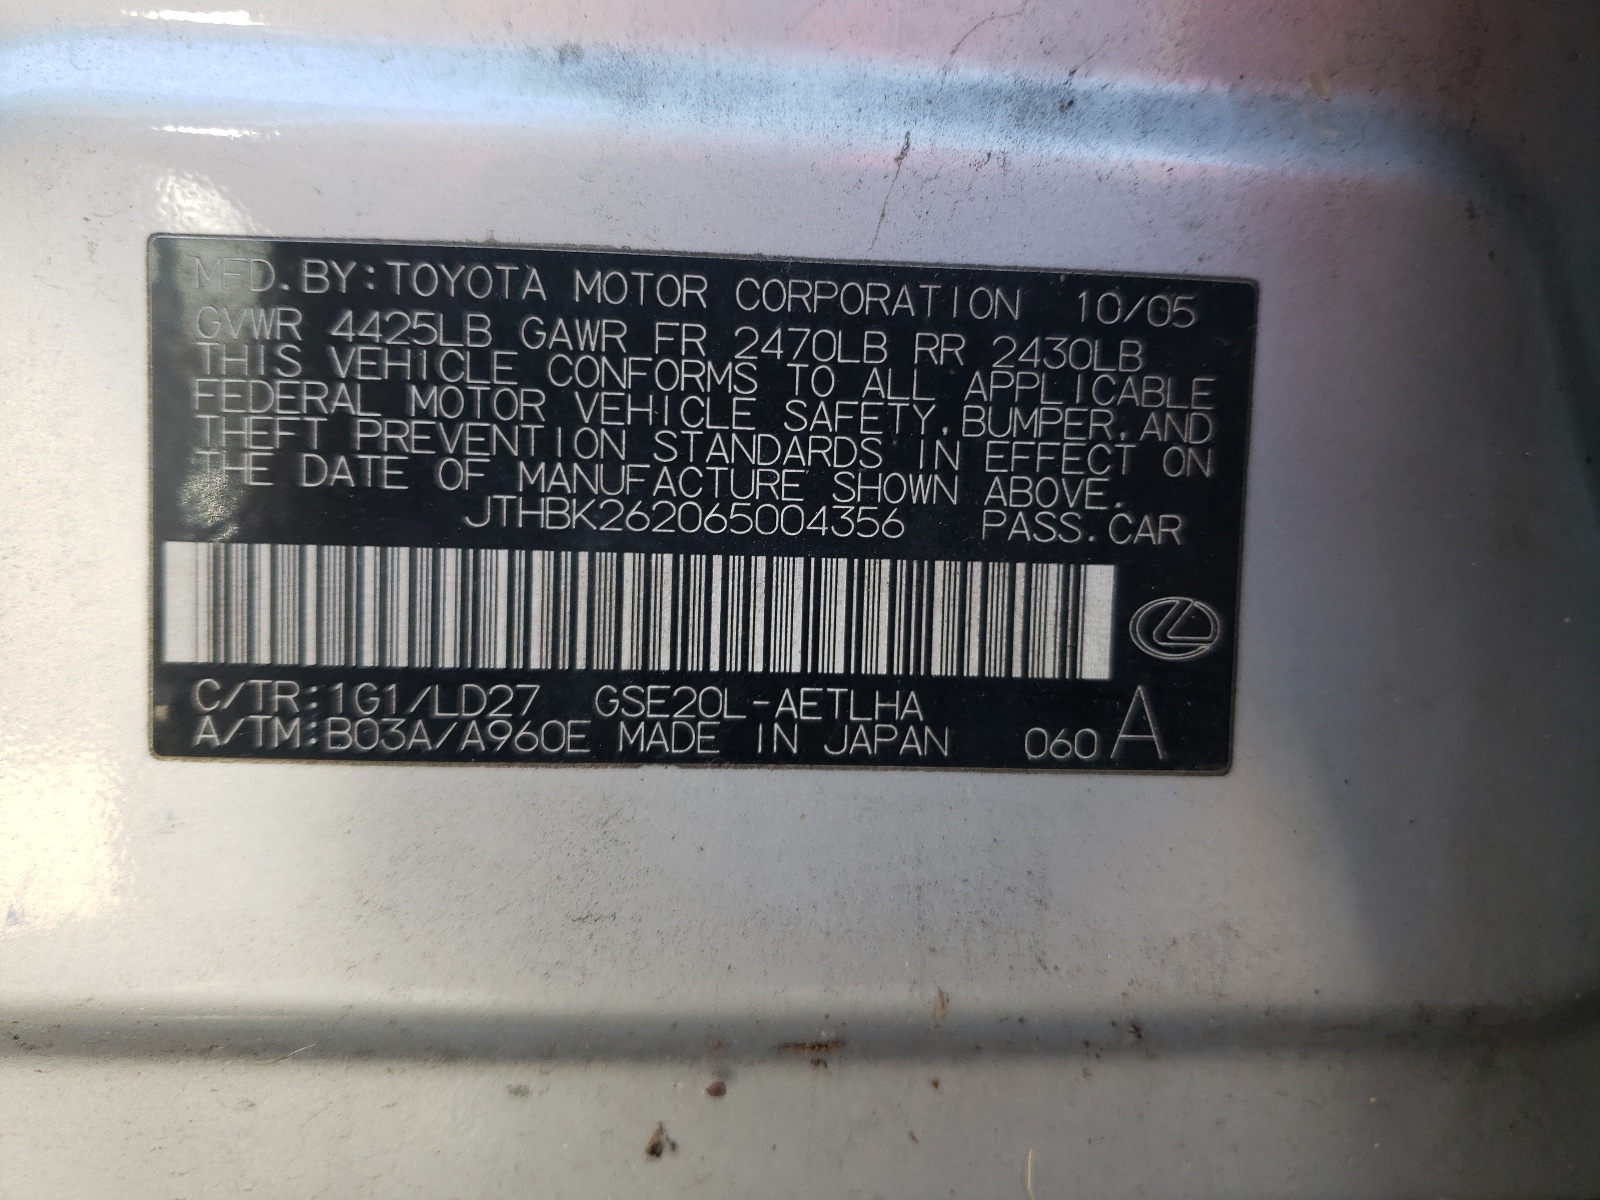 MFD. BY: TOYOTA MOTOR CORPORATION 10/05
GVWR 4425LB GAWR FR 2470LB RR 2430LB
THIS VEHICLE CONFORMS TO ALL APPLICABLE
FEDERAL MOTOR VEHICLE SAFETY, BUMPER, AND
THEFT PREVENTION STANDARDS IN EFFECT ON
THE DATE OF MANUFACTURE SHOWN ABOVE.
JTHBK262065004356 PASS. CAR
C/TR: 1G1/LD27 GSE20L-AETLHA
A/TM: B03A/A960E MADE IN JAPAN 060 A